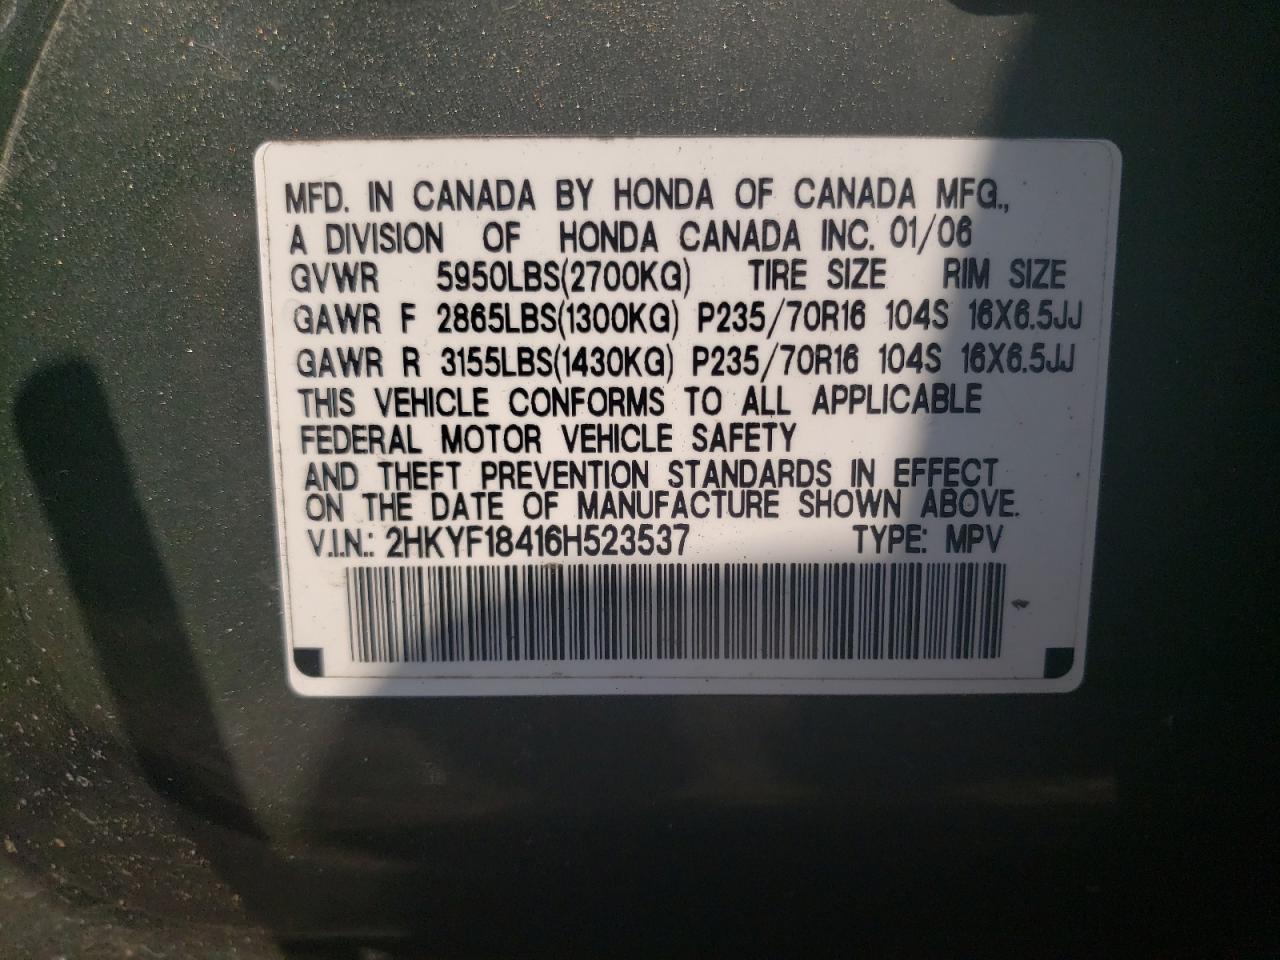 MFD. IN CANADA BY HONDA OF CANADA MFG.,
A DIVISION OF HONDA CANADA INC. 01/06
GVWR 5950LBS(2700KG) TIRE SIZE RIM SIZE
GAWR F 2865LBS(1300KG) P235/70R16 104S 16X6.5JJ
GAWR R 3155LBS(1430KG) P235/70R16 104S 16X6.5JJ
THIS VEHICLE CONFORMS TO ALL APPLICABLE
FEDERAL MOTOR VEHICLE SAFETY
AND THEFT PREVENTION STANDARDS IN EFFECT
ON THE DATE OF MANUFACTURE SHOWN ABOVE.
V.I.N.: 2HKYF18416H523537 TYPE: MPV